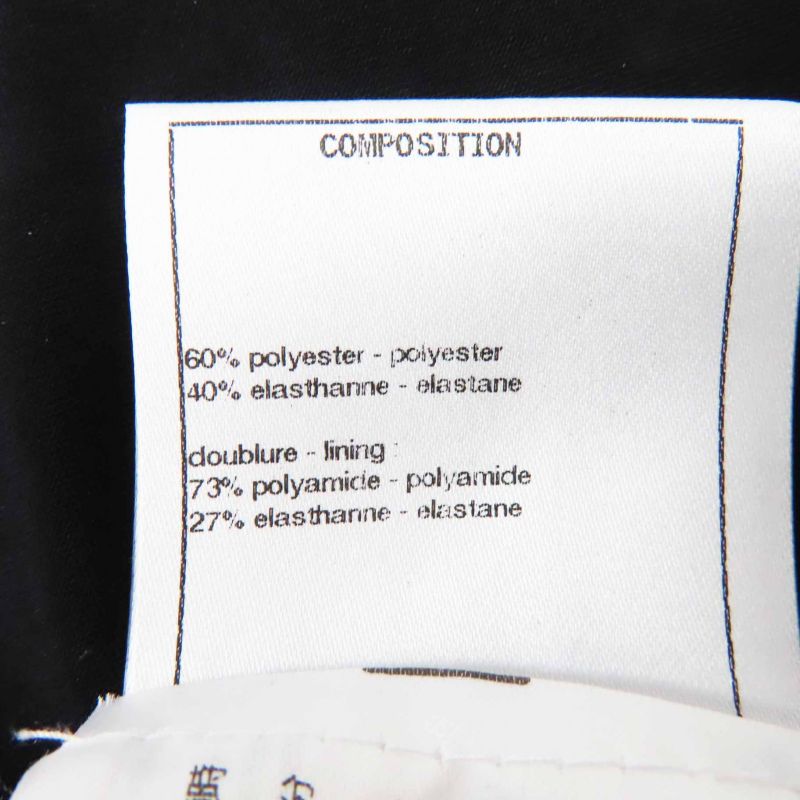 COMPOSITION
60% polyester - polyester
40% elasthanne - elastane
doublure - lining :
73% polyamide - polyamide
27% elasthanne - elastane